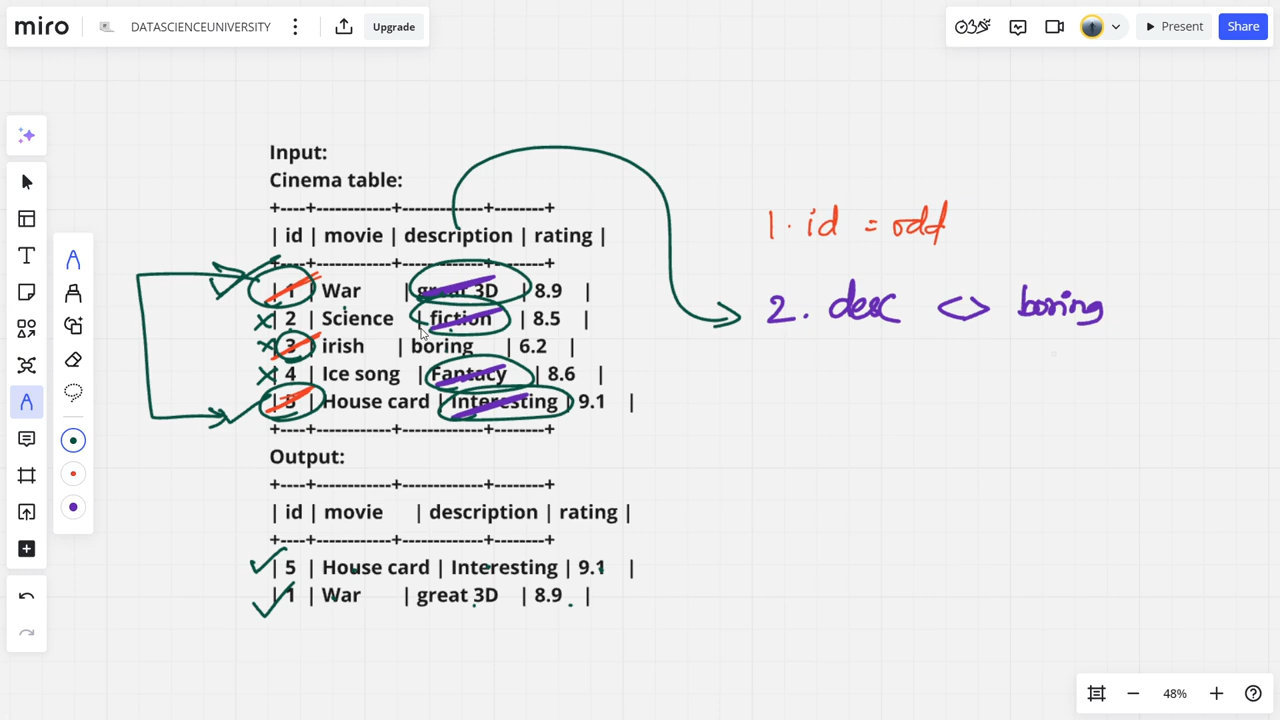 miro DATASCIENCEUNIVERSITY Upgrade Present Share
Input:
Cinema table:
+----+------------+-------------+--------+
| id | movie | description | rating |
+----+------------+-------------+--------+
| 1 | War | great 3D | 8.9 |
| 2 | Science | fiction | 8.5 |
| 3 | irish | boring | 6.2 |
| 4 | Ice song | Fantacy | 8.6 |
| 5 | House card | Interesting | 9.1 |
+----+------------+-------------+--------+
Output:
+----+------------+-------------+--------+
| id | movie | description | rating |
+----+------------+-------------+--------+
| 5 | House card | Interesting | 9.1 |
| 1 | War | great 3D | 8.9 |
1. id = odd
2. desc <> boring
48%